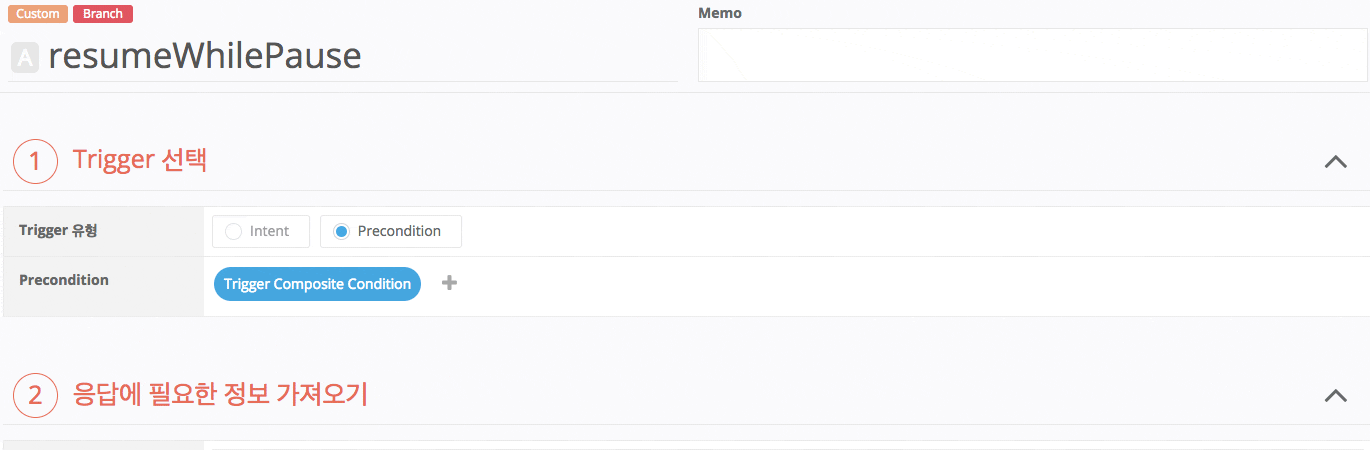 Custom Branch
A resumeWhilePause
Memo
1 Trigger 선택
Trigger 유형
Intent
Precondition
Precondition
Trigger Composite Condition
2 응답에 필요한 정보 가져오기